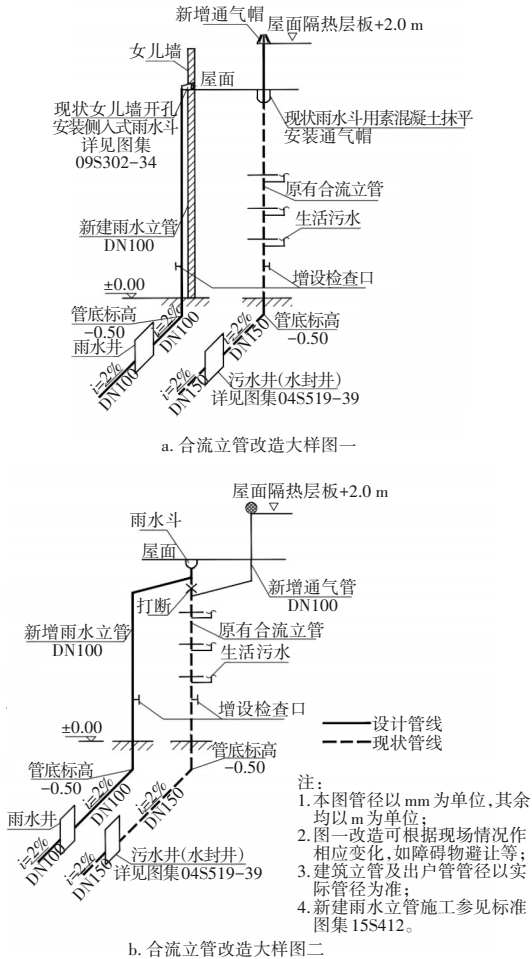 新增通气帽
屋面隔热层板+2.0 m
女儿墙
屋面
现状女儿墙开孔
安装侧入式雨水斗
详见图集
09S302-34
现状雨水斗用素混凝土抹平
安装通气帽
原有合流立管
生活污水
新建雨水立管
DN100
增设检查口
±0.00
管底标高
-0.50
雨水井
i=2%
DN100
i=2%
DN100
管底标高
-0.50
i=2%
DN150
i=2%
DN150
污水井(水封井)
详见图集04S519-39
a. 合流立管改造大样图一
屋面隔热层板+2.0 m
雨水斗
屋面
打断
新增通气管
DN100
新增雨水立管
DN100
原有合流立管
生活污水
增设检查口
±0.00
管底标高
-0.50
管底标高
-0.50
雨水井
i=2%
DN100
i=2%
DN100
i=2%
DN150
i=2%
DN150
污水井(水封井)
详见图集04S519-39
设计管线
现状管线
注：
1.本图管径以mm为单位,其余
均以m为单位；
2.图一改造可根据现场情况作
相应变化,如障碍物避让等；
3.建筑立管及出户管管径以实
际管径为准；
4.新建雨水立管施工参见标准
图集15S412。
b. 合流立管改造大样图二